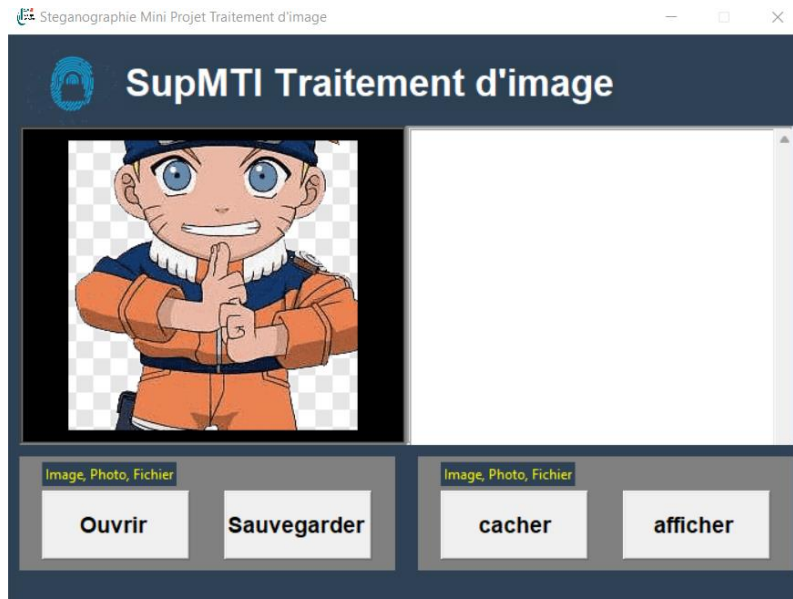 Steganographie Mini Projet Traitement d'image
SupMTI Traitement d'image
Image, Photo, Fichier
Ouvrir
Sauvegarder
Image, Photo, Fichier
cacher
afficher